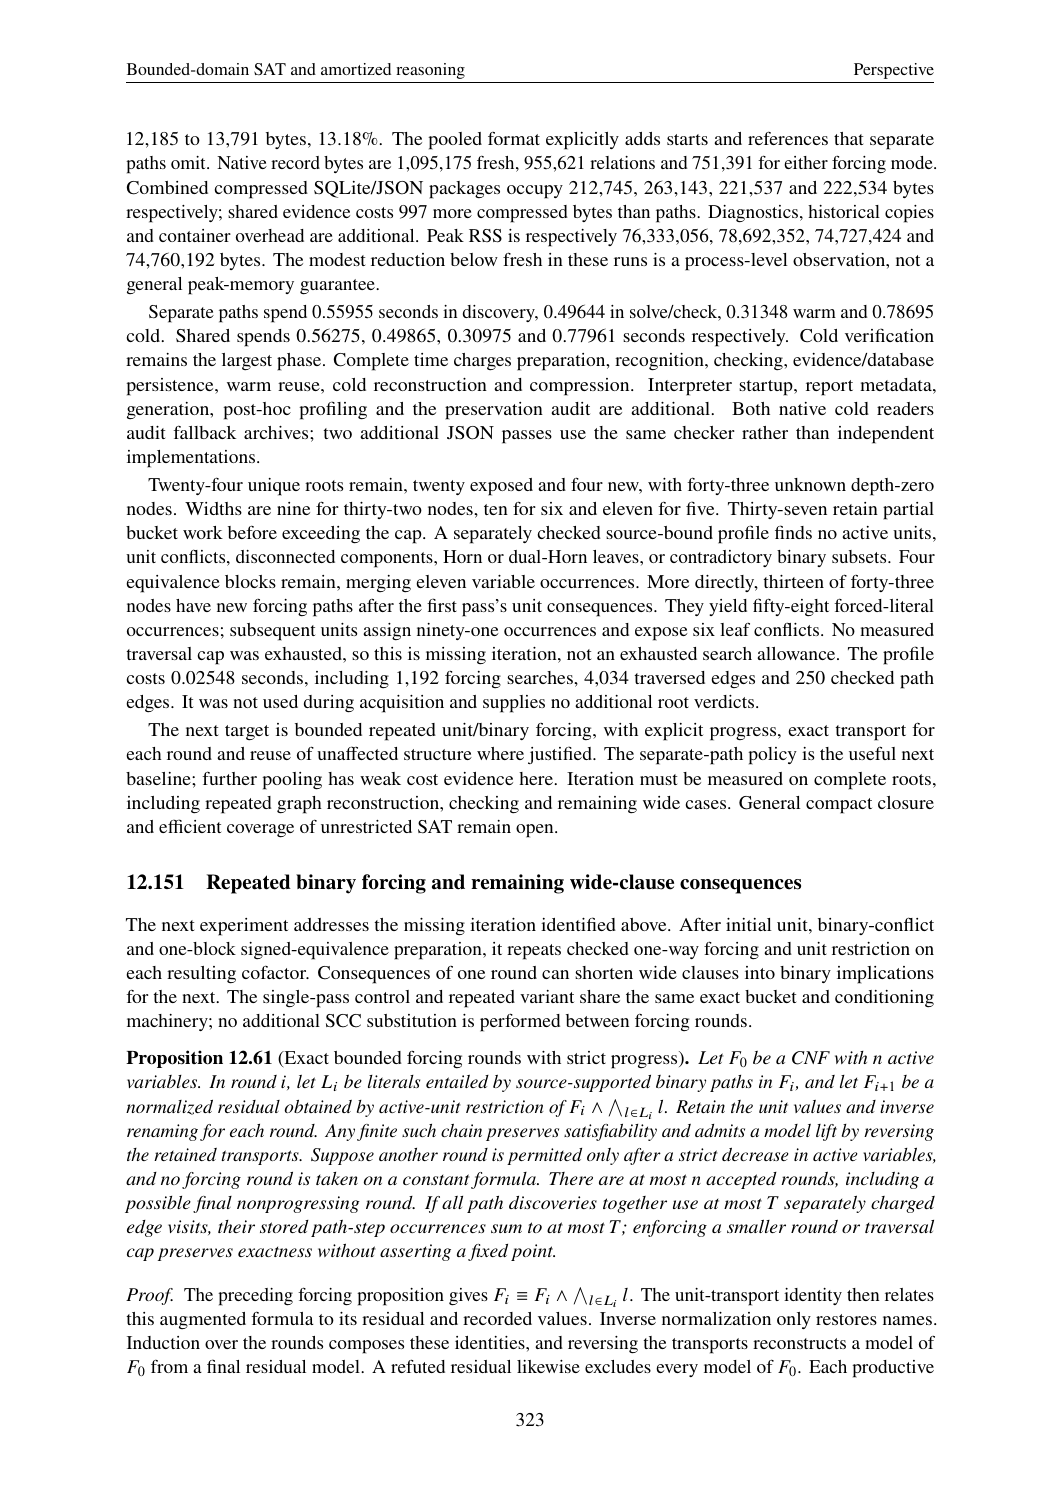 Bounded-domain SAT and amortized reasoning Perspective
12,185 to 13,791 bytes, 13.18%. The pooled format explicitly adds starts and references that separate
paths omit. Native record bytes are 1,095,175 fresh, 955,621 relations and 751,391 for either forcing mode.
Combined compressed SQLite/JSON packages occupy 212,745, 263,143, 221,537 and 222,534 bytes
respectively; shared evidence costs 997 more compressed bytes than paths. Diagnostics, historical copies
and container overhead are additional. Peak RSS is respectively 76,333,056, 78,692,352, 74,727,424 and
74,760,192 bytes. The modest reduction below fresh in these runs is a process-level observation, not a
general peak-memory guarantee.
Separate paths spend 0.55955 seconds in discovery, 0.49644 in solve/check, 0.31348 warm and 0.78695
cold. Shared spends 0.56275, 0.49865, 0.30975 and 0.77961 seconds respectively. Cold verification
remains the largest phase. Complete time charges preparation, recognition, checking, evidence/database
persistence, warm reuse, cold reconstruction and compression. Interpreter startup, report metadata,
generation, post-hoc profiling and the preservation audit are additional. Both native cold readers
audit fallback archives; two additional JSON passes use the same checker rather than independent
implementations.
Twenty-four unique roots remain, twenty exposed and four new, with forty-three unknown depth-zero
nodes. Widths are nine for thirty-two nodes, ten for six and eleven for five. Thirty-seven retain partial
bucket work before exceeding the cap. A separately checked source-bound profile finds no active units,
unit conflicts, disconnected components, Horn or dual-Horn leaves, or contradictory binary subsets. Four
equivalence blocks remain, merging eleven variable occurrences. More directly, thirteen of forty-three
nodes have new forcing paths after the first pass's unit consequences. They yield fifty-eight forced-literal
occurrences; subsequent units assign ninety-one occurrences and expose six leaf conflicts. No measured
traversal cap was exhausted, so this is missing iteration, not an exhausted search allowance. The profile
costs 0.02548 seconds, including 1,192 forcing searches, 4,034 traversed edges and 250 checked path
edges. It was not used during acquisition and supplies no additional root verdicts.
The next target is bounded repeated unit/binary forcing, with explicit progress, exact transport for
each round and reuse of unaffected structure where justified. The separate-path policy is the useful next
baseline; further pooling has weak cost evidence here. Iteration must be measured on complete roots,
including repeated graph reconstruction, checking and remaining wide cases. General compact closure
and efficient coverage of unrestricted SAT remain open.
12.151 Repeated binary forcing and remaining wide-clause consequences
The next experiment addresses the missing iteration identified above. After initial unit, binary-conflict
and one-block signed-equivalence preparation, it repeats checked one-way forcing and unit restriction on
each resulting cofactor. Consequences of one round can shorten wide clauses into binary implications
for the next. The single-pass control and repeated variant share the same exact bucket and conditioning
machinery; no additional SCC substitution is performed between forcing rounds.
Proposition 12.61 (Exact bounded forcing rounds with strict progress). Let F₀ be a CNF with n active
variables. In round i, let Lᵢ be literals entailed by source-supported binary paths in Fᵢ, and let Fᵢ₊₁ be a
normalized residual obtained by active-unit restriction of Fᵢ ∧ ⋀_{l∈Lᵢ} l. Retain the unit values and inverse
renaming for each round. Any finite such chain preserves satisfiability and admits a model lift by reversing
the retained transports. Suppose another round is permitted only after a strict decrease in active variables,
and no forcing round is taken on a constant formula. There are at most n accepted rounds, including a
possible final nonprogressing round. If all path discoveries together use at most T separately charged
edge visits, their stored path-step occurrences sum to at most T; enforcing a smaller round or traversal
cap preserves exactness without asserting a fixed point.
Proof. The preceding forcing proposition gives Fᵢ ≡ Fᵢ ∧ ⋀_{l∈Lᵢ} l. The unit-transport identity then relates
this augmented formula to its residual and recorded values. Inverse normalization only restores names.
Induction over the rounds composes these identities, and reversing the transports reconstructs a model of
F₀ from a final residual model. A refuted residual likewise excludes every model of F₀. Each productive
323